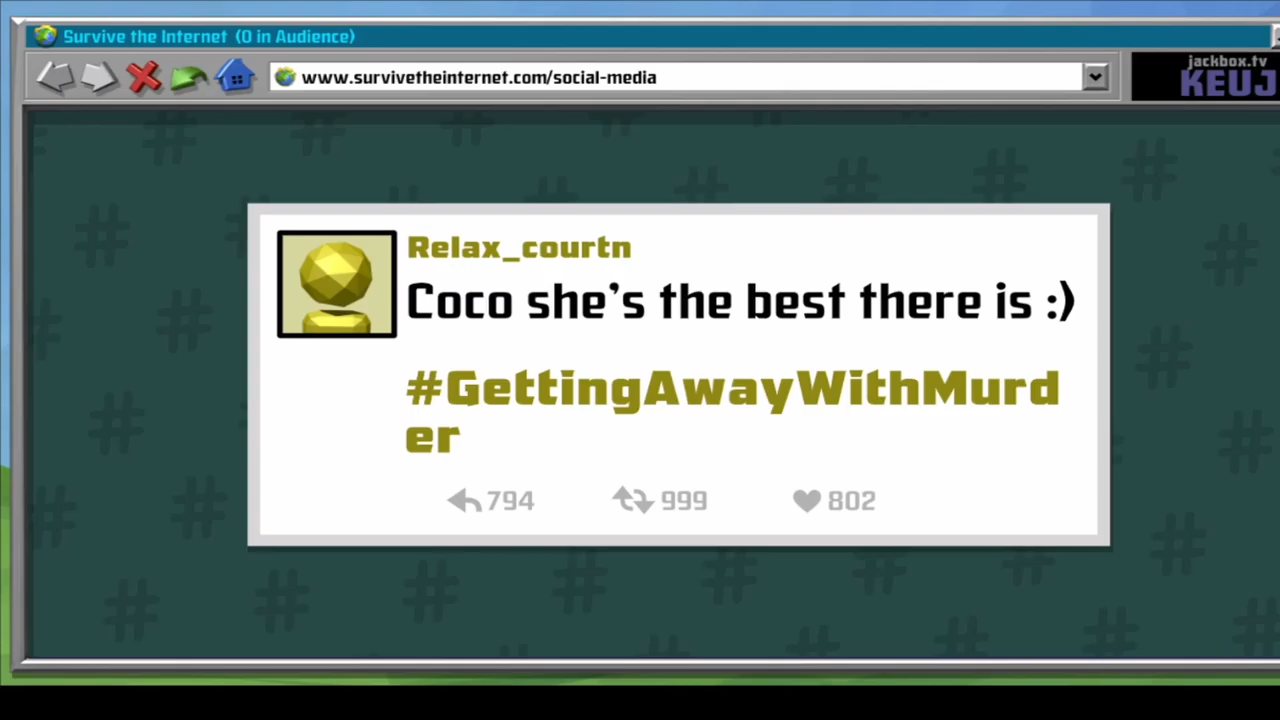 Survive the Internet (0 in Audience)
www.survivetheinternet.com/social-media
jackbox.tv
KEUJ
Relax_courtn
Coco she's the best there is :)
#GettingAwayWithMurd
er
794 999 802